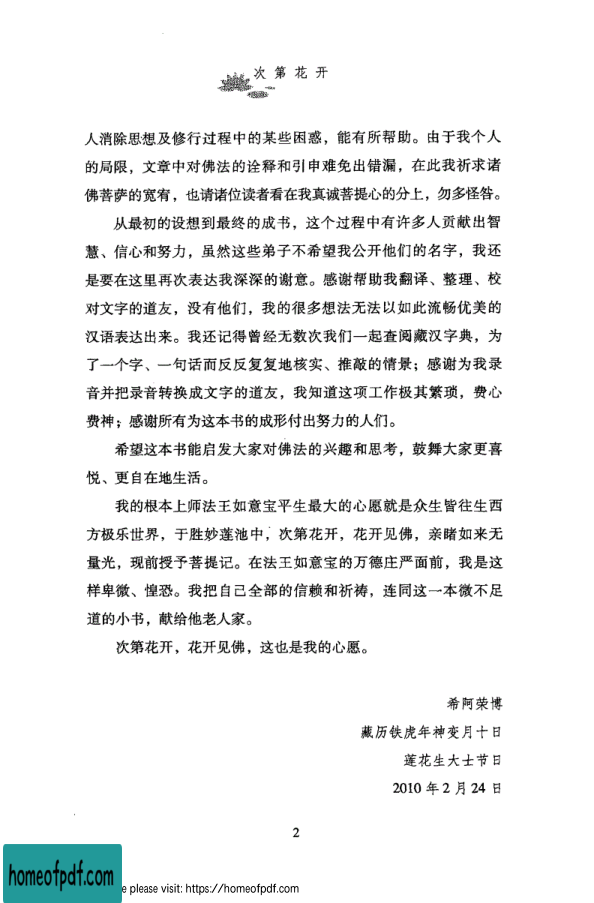 次第花开
人消除思想及修行过程中的某些困惑，能有所帮助。由于我个人
的局限，文章中对佛法的诠释和引申难免出错漏，在此我祈求诸
佛菩萨的宽宥，也请诸位读者看在我真诚菩提心的分上，勿多怪咎。
从最初的设想到最终的成书，这个过程中有许多人贡献出智
慧、信心和努力，虽然这些弟子不希望我公开他们的名字，我还
是要在这里再次表达我深深的谢意。感谢帮助我翻译、整理、校
对文字的道友，没有他们，我的很多想法无法以如此流畅优美的
汉语表达出来。我还记得曾经无数次我们一起查阅藏汉字典，为
了一个字、一句话而反反复复地核实、推敲的情景；感谢为我录
音并把录音转换成文字的道友，我知道这项工作极其繁琐，费心
费神；感谢所有为这本书的成形付出努力的人们。
希望这本书能启发大家对佛法的兴趣和思考，鼓舞大家更喜
悦、更自在地生活。
我的根本上师法王如意宝平生最大的心愿就是众生皆往生西
方极乐世界，于胜妙莲池中，次第花开，花开见佛，亲睹如来无
量光，现前授予菩提记。在法王如意宝的万德庄严面前，我是这
样卑微、惶恐。我把自己全部的信赖和祈祷，连同这一本微不足
道的小书，献给他老人家。
次第花开，花开见佛，这也是我的心愿。
希阿荣博
藏历铁虎年神变月十日
莲花生大士节日
2010 年 2 月 24 日
2
homeofpdf.com
e please visit: https://homeofpdf.com